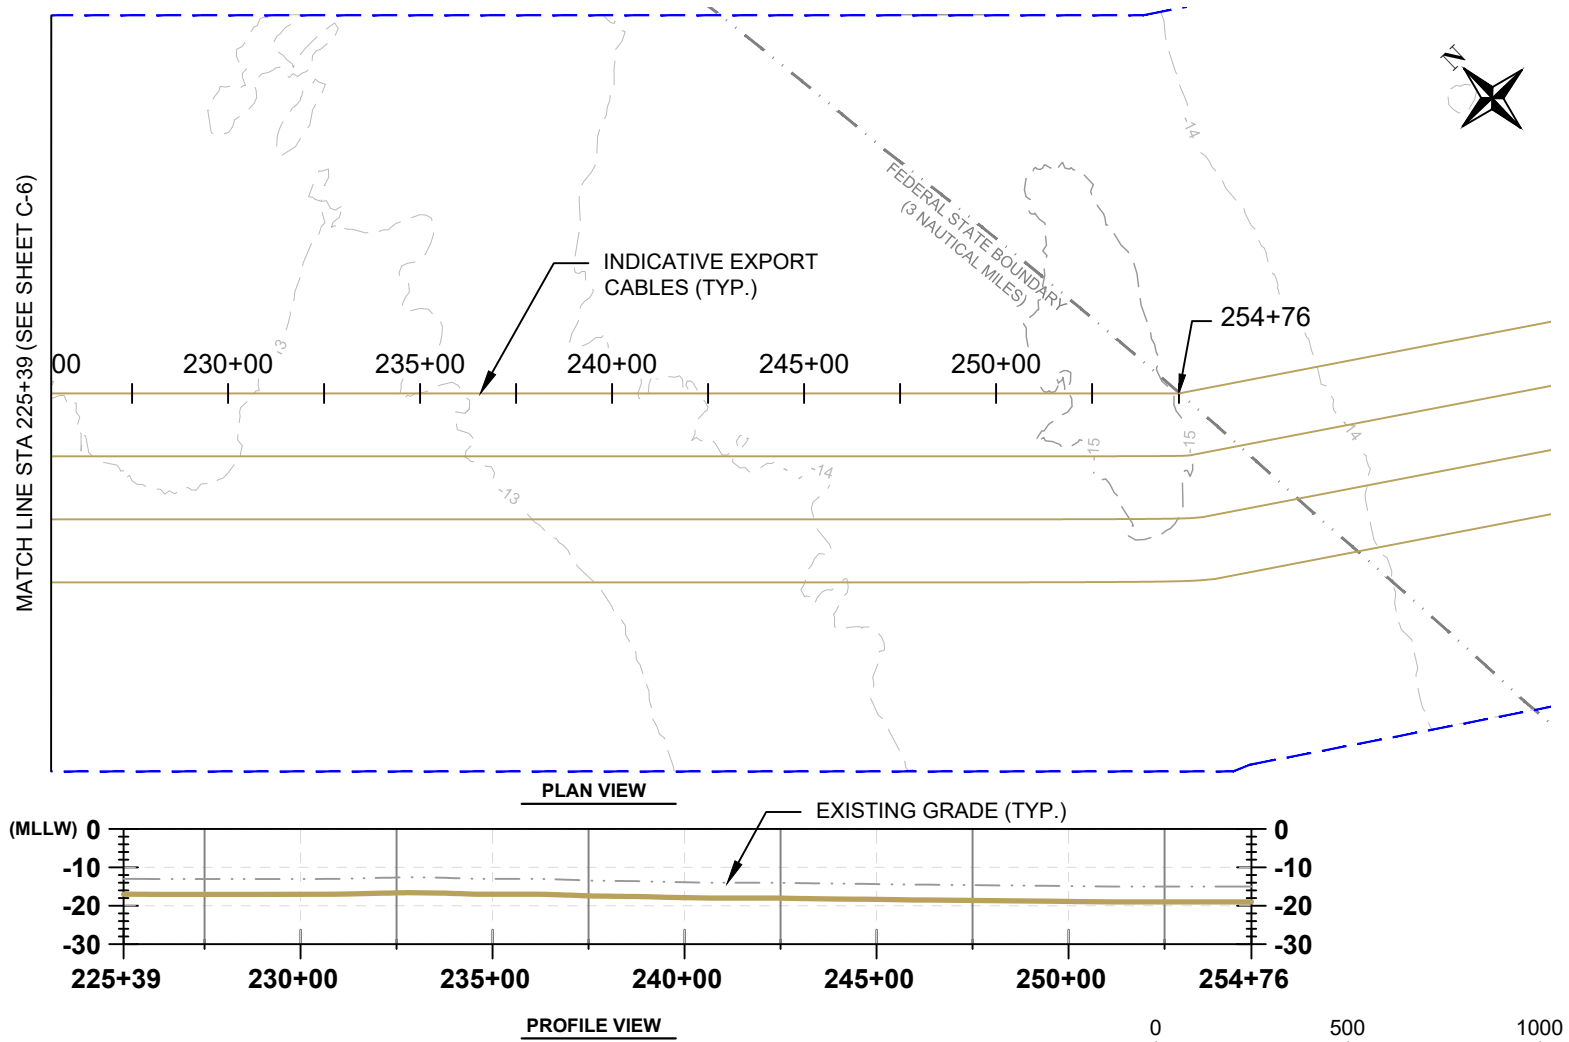 N
-14
MATCH LINE STA 225+39 (SEE SHEET C-6)
FEDERAL STATE BOUNDARY
(3 NAUTICAL MILES)
INDICATIVE EXPORT
CABLES (TYP.)
254+76
-3
00 230+00 235+00 240+00 245+00 250+00
-14
-15
-15
-14
-13
PLAN VIEW
EXISTING GRADE (TYP.)
(MLLW) 0 0
-10 -10
-20 -20
-30 -30
225+39 230+00 235+00 240+00 245+00 250+00 254+76
PROFILE VIEW
0 500 1000